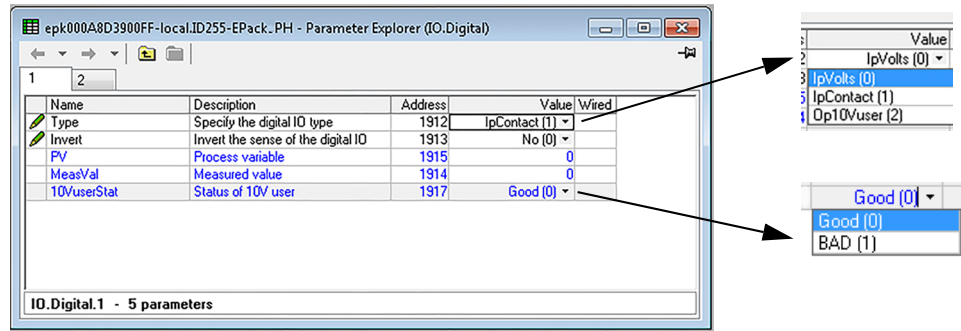 epk000A8D3900FF-local.ID255-EPack_PH - Parameter Explorer (IO.Digital)
1 2
Name Description Address Value Wired
Type Specify the digital IO type 1912 IpContact (1)
Invert Invert the sense of the digital IO 1913 No (0)
PV Process variable 1915 0
MeasVal Measured value 1914 0
10VuserStat Status of 10V user 1917 Good (0)
IO.Digital.1 - 5 parameters
Value
IpVolts (0)
IpVolts (0)
IpContact (1)
Op10Vuser (2)
Good (0)
Good (0)
BAD (1)